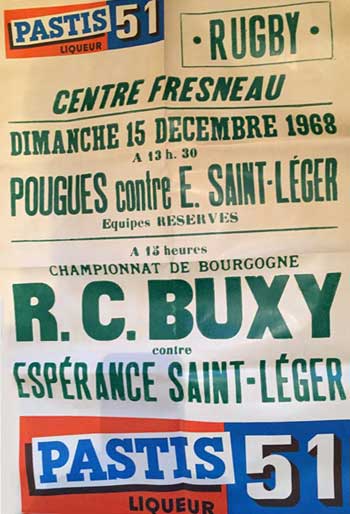 PASTIS 51
LIQUEUR
· RUGBY ·
CENTRE FRESNEAU
DIMANCHE 15 DECEMBRE 1968
A 13 h. 30
POUGUES contre E. SAINT-LÉGER
Equipes RESERVES
A 15 heures
CHAMPIONNAT DE BOURGOGNE
R. C. BUXY
contre
ESPÉRANCE SAINT-LÉGER
PASTIS 51
LIQUEUR